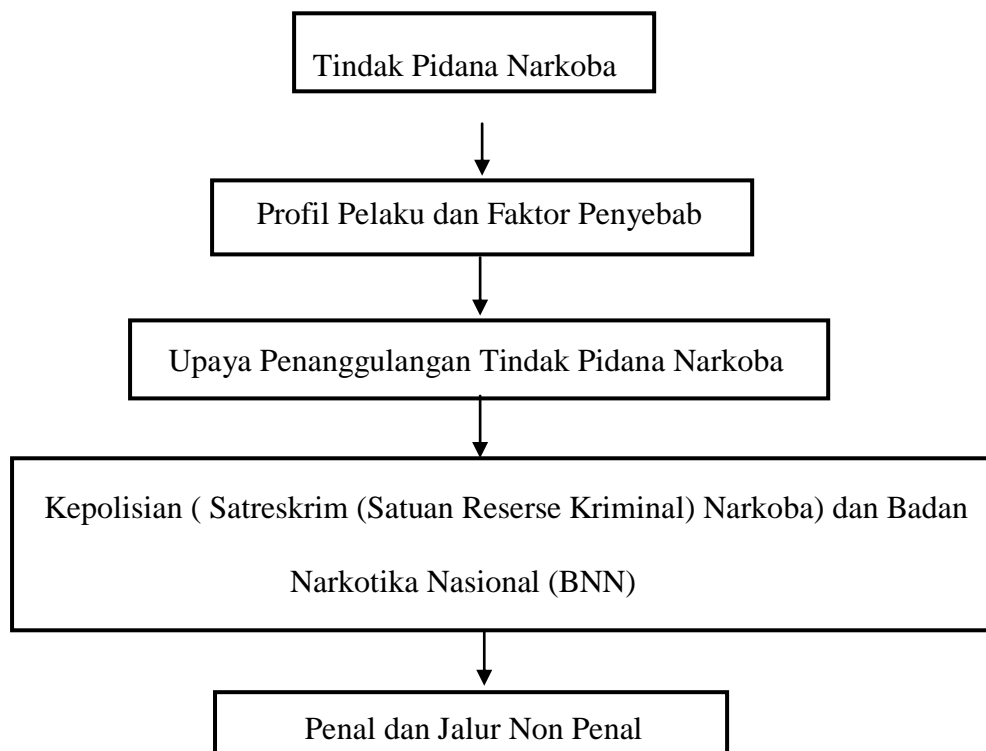 Tindak Pidana Narkoba
Profil Pelaku dan Faktor Penyebab
Upaya Penanggulangan Tindak Pidana Narkoba
Kepolisian ( Satreskrim (Satuan Reserse Kriminal) Narkoba) dan Badan
Narkotika Nasional (BNN)
Penal dan Jalur Non Penal